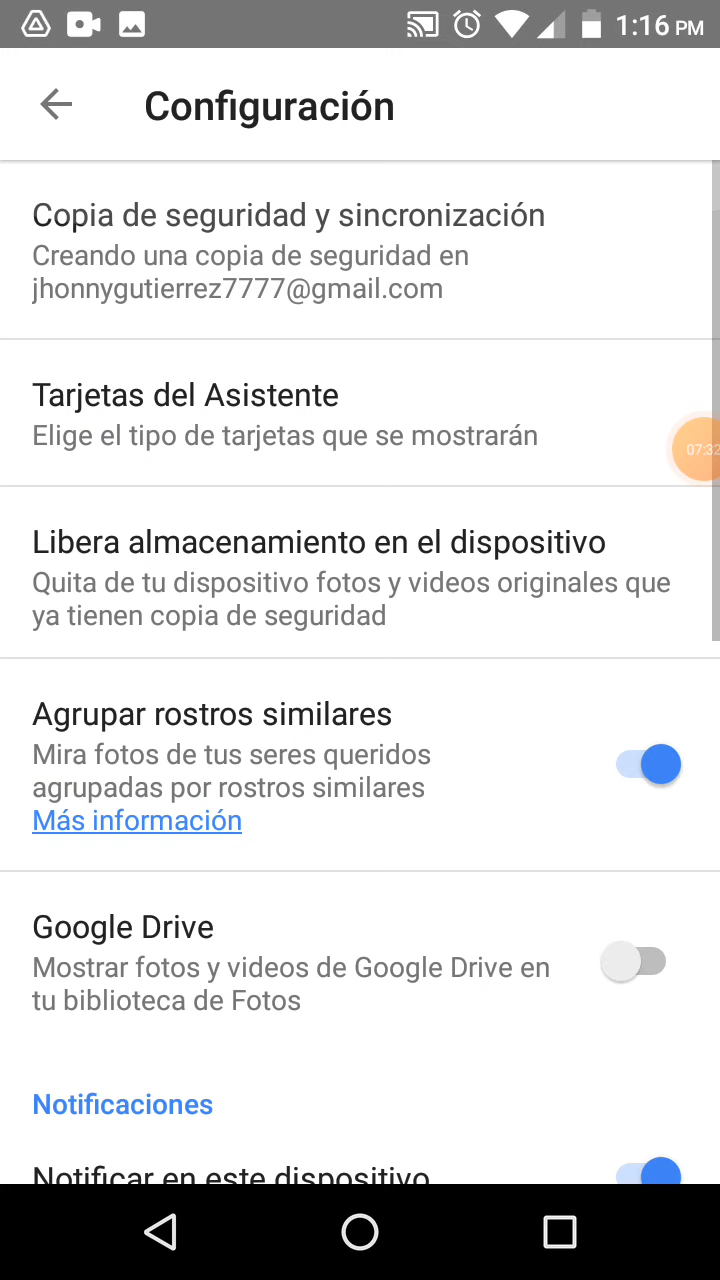 1:16 PM
Configuración
Copia de seguridad y sincronización
Creando una copia de seguridad en
jhonnygutierrez7777@gmail.com
Tarjetas del Asistente
Elige el tipo de tarjetas que se mostrarán
07:32
Libera almacenamiento en el dispositivo
Quita de tu dispositivo fotos y videos originales que
ya tienen copia de seguridad
Agrupar rostros similares
Mira fotos de tus seres queridos
agrupadas por rostros similares
Más información
Google Drive
Mostrar fotos y videos de Google Drive en
tu biblioteca de Fotos
Notificaciones
Notificar en este dispositivo